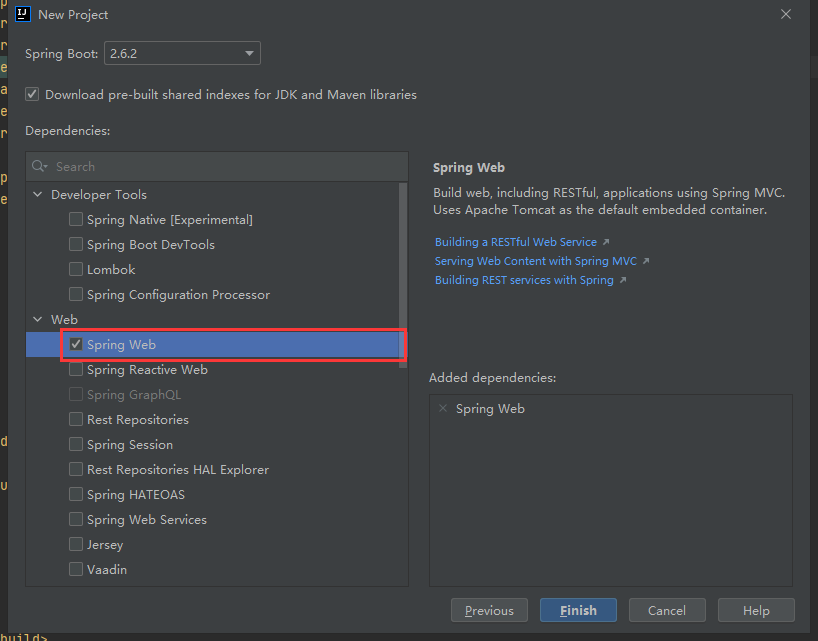 New Project
Spring Boot: 2.6.2
Download pre-built shared indexes for JDK and Maven libraries
Dependencies:
Search
Developer Tools
Spring Native [Experimental]
Spring Boot DevTools
Lombok
Spring Configuration Processor
Web
Spring Web
Spring Reactive Web
Spring GraphQL
Rest Repositories
Spring Session
Rest Repositories HAL Explorer
Spring HATEOAS
Spring Web Services
Jersey
Vaadin
Spring Web
Build web, including RESTful, applications using Spring MVC.
Uses Apache Tomcat as the default embedded container.
Building a RESTful Web Service
Serving Web Content with Spring MVC
Building REST services with Spring
Added dependencies:
Spring Web
Previous
Finish
Cancel
Help
build>